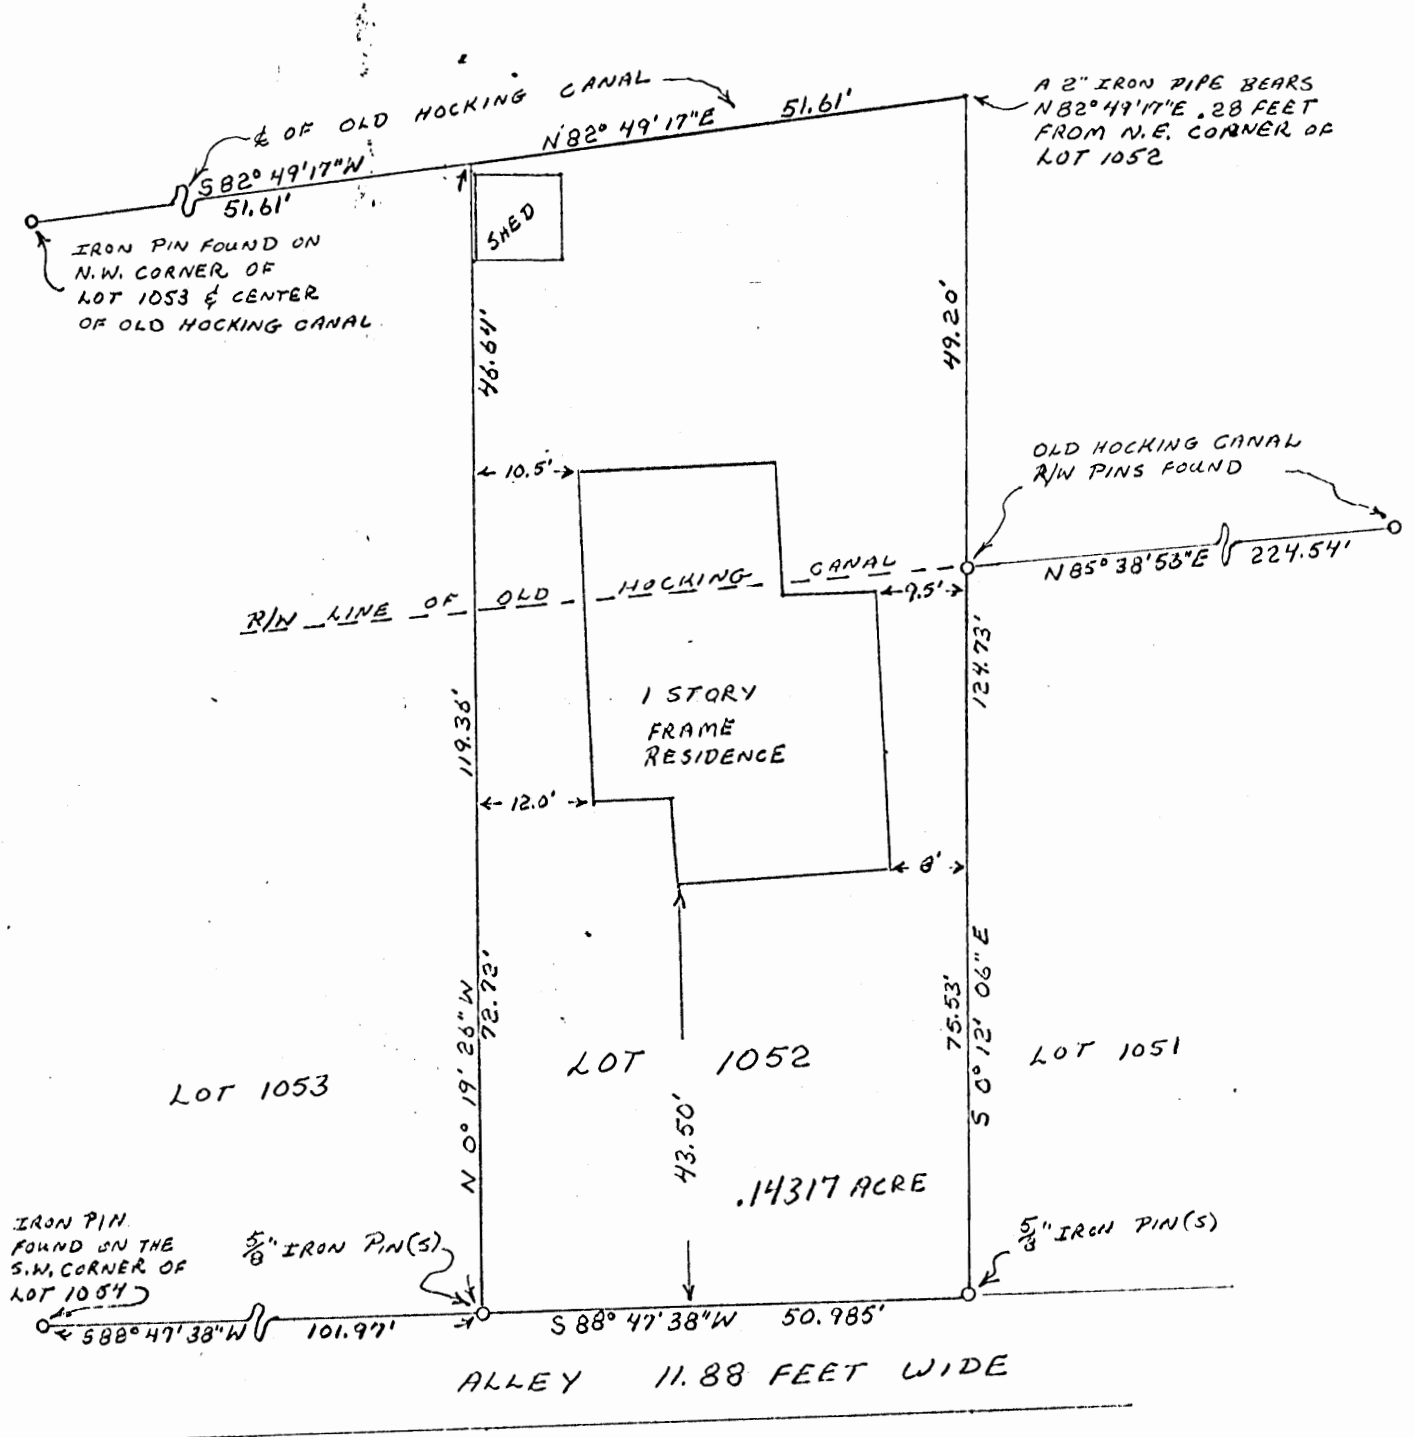 ℄ OF OLD HOCKING CANAL
N 82° 49' 17" E 51.61'
A 2" IRON PIPE BEARS
N 82° 49' 17" E .28 FEET
FROM N.E. CORNER OF
LOT 1052
S 82° 49' 17" W
51.61'
IRON PIN FOUND ON
N.W. CORNER OF
LOT 1053 & CENTER
OF OLD HOCKING CANAL
SHED
46.64'
49.20'
10.5'
OLD HOCKING CANAL
R/W PINS FOUND
N 85° 38' 53" E 224.54'
R/W LINE OF OLD HOCKING CANAL
9.5'
119.36'
124.73'
1 STORY
FRAME
RESIDENCE
12.0'
8'
N 0° 19' 26" W
72.72'
75.53'
S 0° 12' 06" E
LOT 1053
LOT 1052
LOT 1051
43.50'
.14317 ACRE
IRON PIN
FOUND ON THE
S.W. CORNER OF
LOT 1054
5/8" IRON PIN(S)
5/8" IRON PIN(S)
S 88° 47' 38" W 101.97'
S 88° 47' 38" W 50.985'
ALLEY 11.88 FEET WIDE